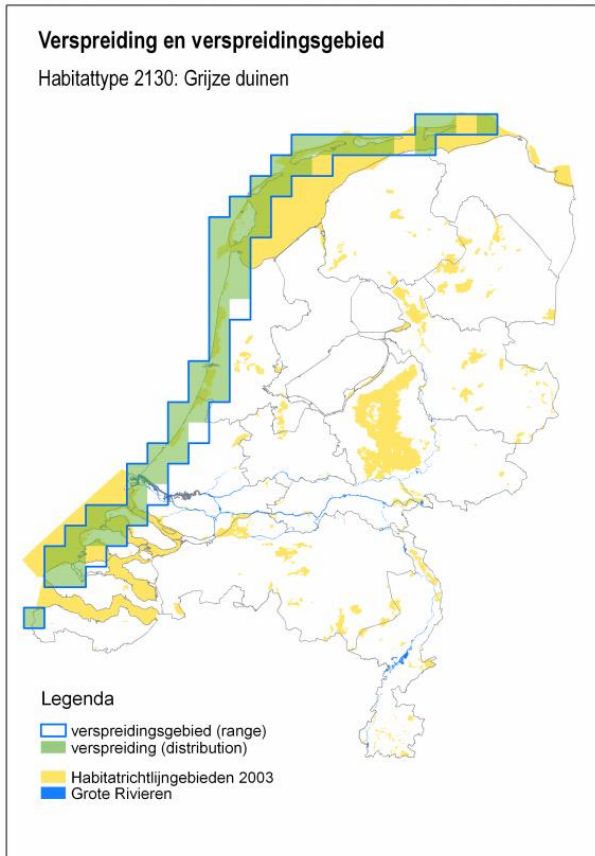 Verspreiding en verspreidingsgebied
Habitattype 2130: Grijze duinen
Legenda
verspreidingsgebied (range)
verspreiding (distribution)
Habitatrichtlijngebieden 2003
Grote Rivieren